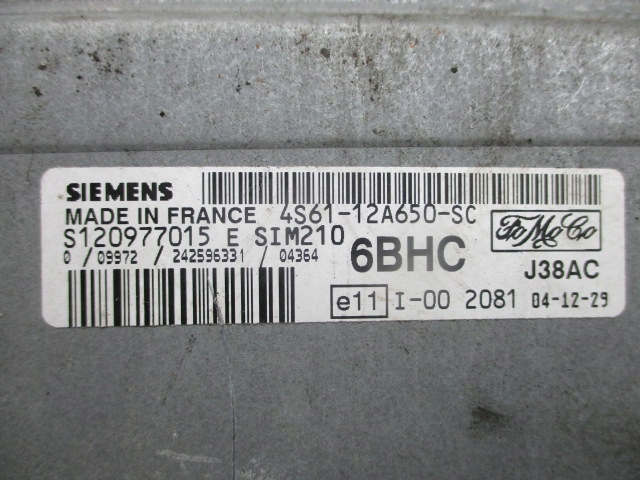 SIEMENS
MADE IN FRANCE 4S61-12A650-SC
S120977015 E SIM210
FoMoCo
0 / 09972 / 242596331 / 04364
6BHC
J38AC
e11 I-00 2081 04-12-29